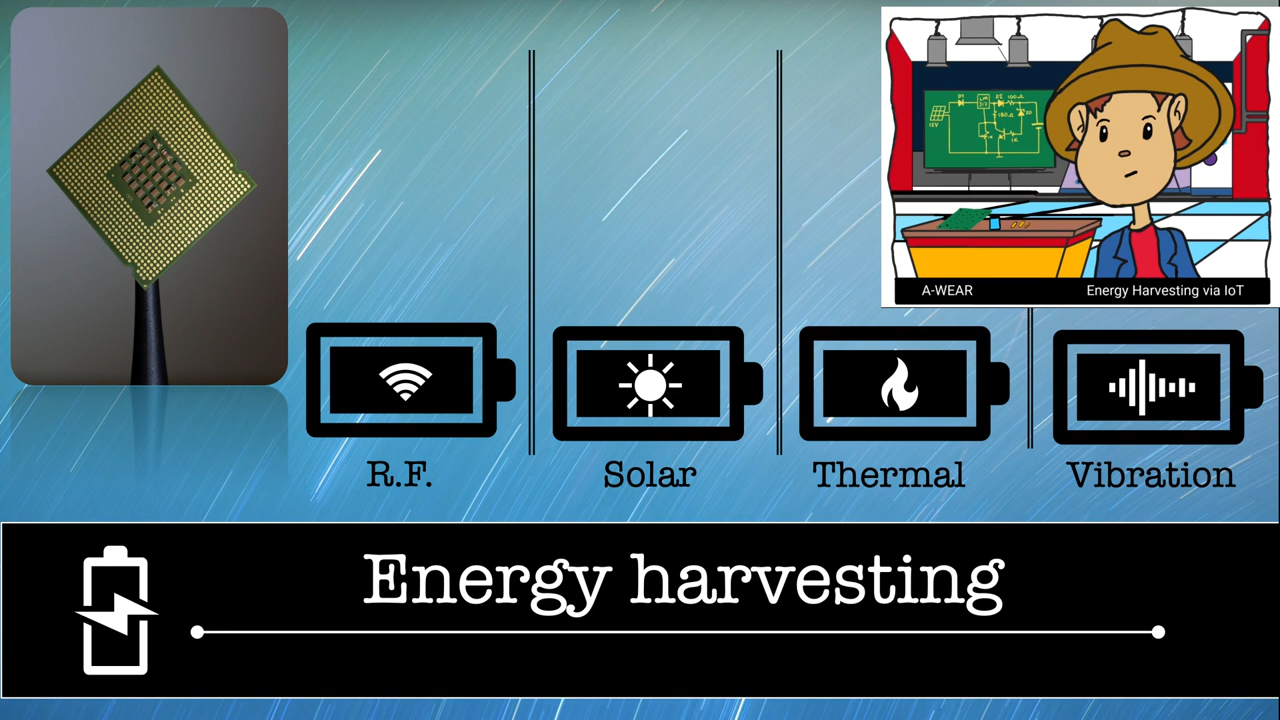 A-WEAR
Energy Harvesting via IoT
R.F.
Solar
Thermal
Vibration
Energy harvesting